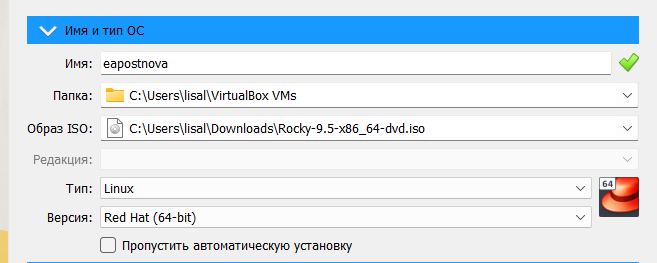 Имя и тип ОС
Имя: eapostnova
Папка: C:\Users\lisal\VirtualBox VMs
Образ ISO: C:\Users\lisal\Downloads\Rocky-9.5-x86_64-dvd.iso
Редакция:
Тип: Linux
64
Версия: Red Hat (64-bit)
Пропустить автоматическую установку